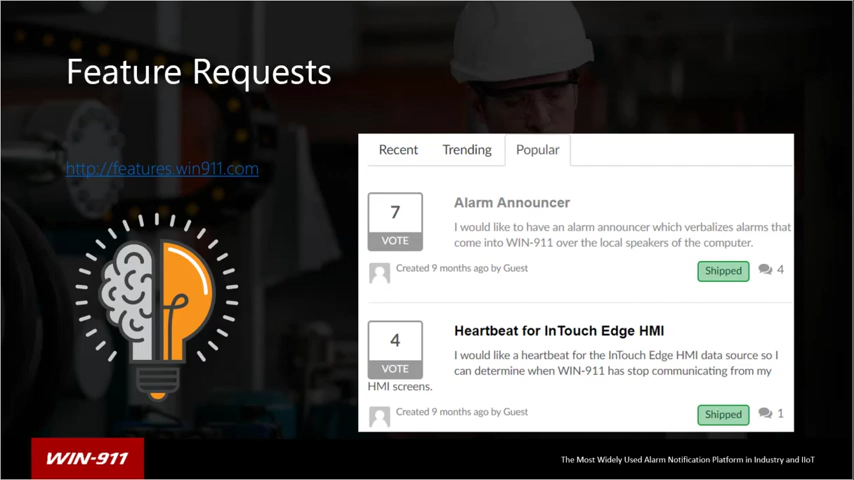 Feature Requests
http://features.win911.com
Recent Trending Popular
7
VOTE
Alarm Announcer
I would like to have an alarm announcer which verbalizes alarms that
come into WIN-911 over the local speakers of the computer.
Created 9 months ago by Guest
Shipped 4
4
VOTE
Heartbeat for InTouch Edge HMI
I would like a heartbeat for the InTouch Edge HMI data source so I
can determine when WIN-911 has stop communicating from my
HMI screens.
Created 9 months ago by Guest
Shipped 1
WIN-911
The Most Widely Used Alarm Notification Platform in Industry and IIoT